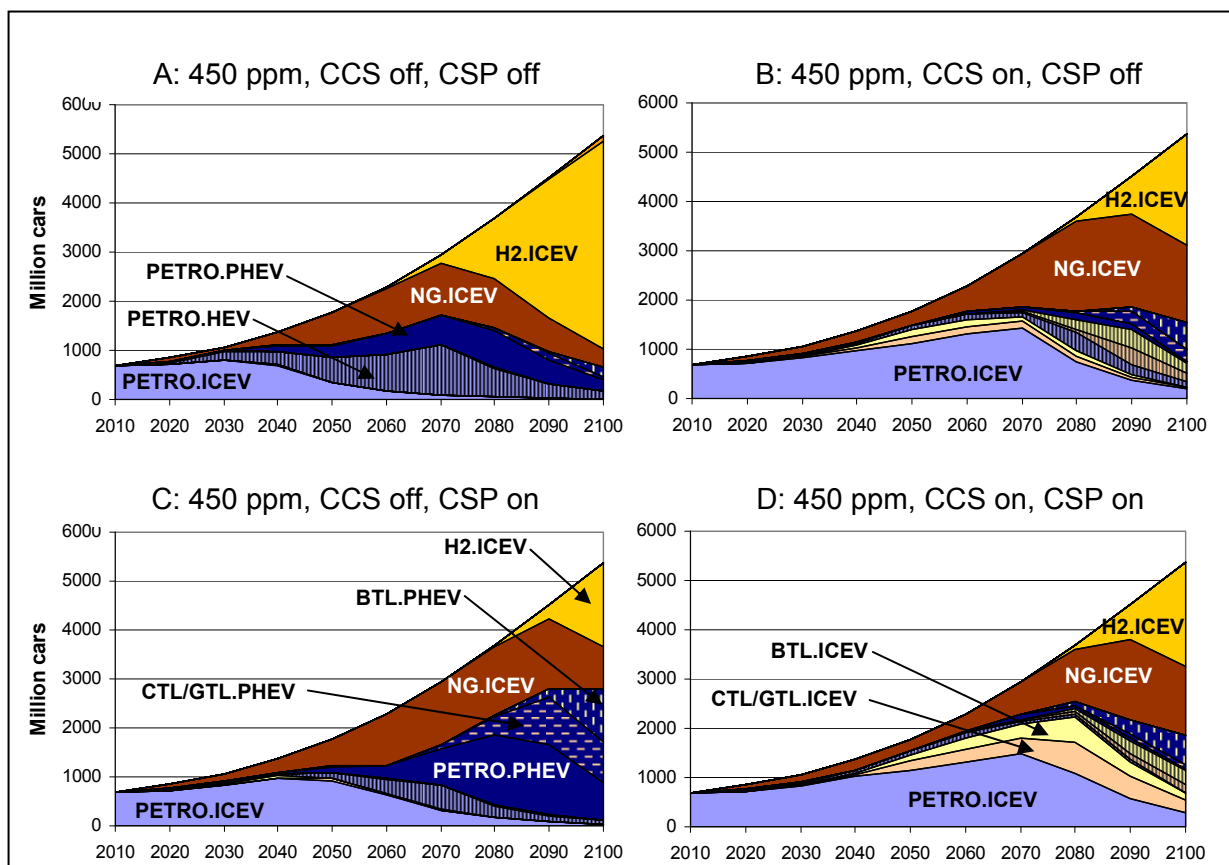 A: 450 ppm, CCS off, CSP off
6000
5000
4000
3000
2000
1000
0
Million cars
PETRO.PHEV
PETRO.HEV
PETRO.ICEV
NG.ICEV
H2.ICEV
2010 2020 2030 2040 2050 2060 2070 2080 2090 2100
B: 450 ppm, CCS on, CSP off
6000
5000
4000
3000
2000
1000
0
H2.ICEV
NG.ICEV
PETRO.ICEV
2010 2020 2030 2040 2050 2060 2070 2080 2090 2100
C: 450 ppm, CCS off, CSP on
6000
5000
4000
3000
2000
1000
0
Million cars
H2.ICEV
BTL.PHEV
CTL/GTL.PHEV
NG.ICEV
PETRO.PHEV
PETRO.ICEV
2010 2020 2030 2040 2050 2060 2070 2080 2090 2100
D: 450 ppm, CCS on, CSP on
6000
5000
4000
3000
2000
1000
0
H2.ICEV
BTL.ICEV
NG.ICEV
CTL/GTL.ICEV
PETRO.ICEV
2010 2020 2030 2040 2050 2060 2070 2080 2090 2100